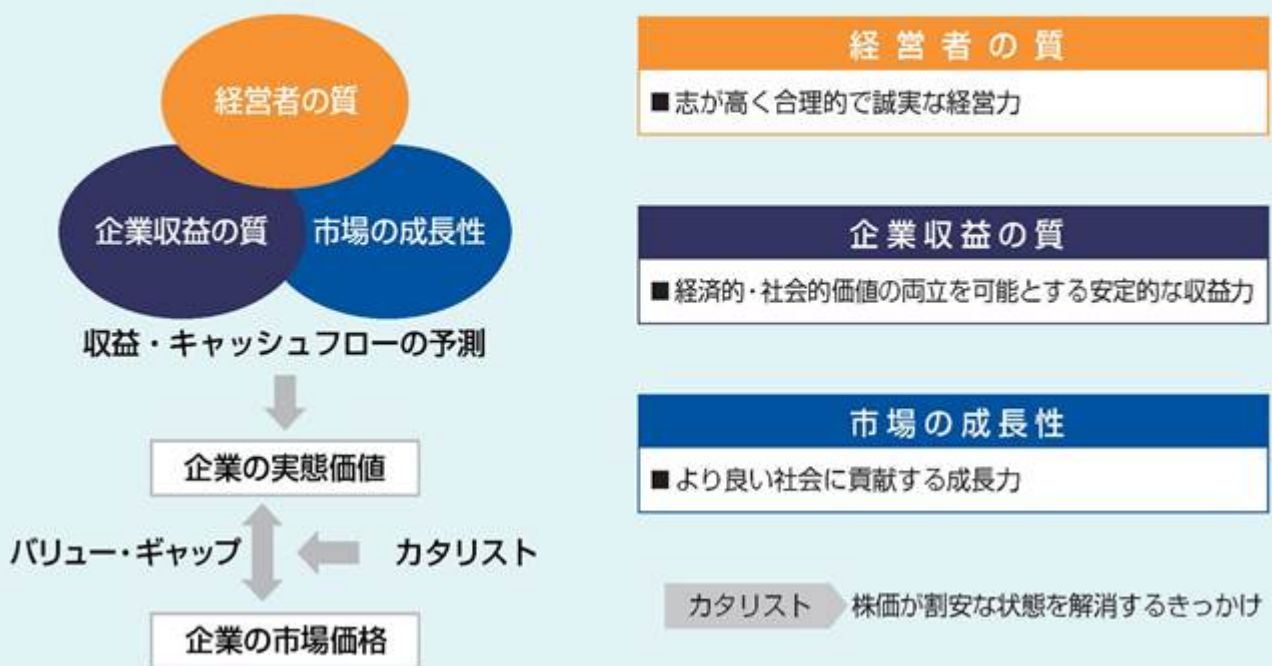 経営者の質
企業収益の質
市場の成長性
収益・キャッシュフローの予測
企業の実態価値
バリュー・ギャップ
カタリスト
企業の市場価格
経営者の質
■志が高く合理的で誠実な経営力
企業収益の質
■経済的・社会的価値の両立を可能とする安定的な収益力
市場の成長性
■より良い社会に貢献する成長力
カタリスト 株価が割安な状態を解消するきっかけ